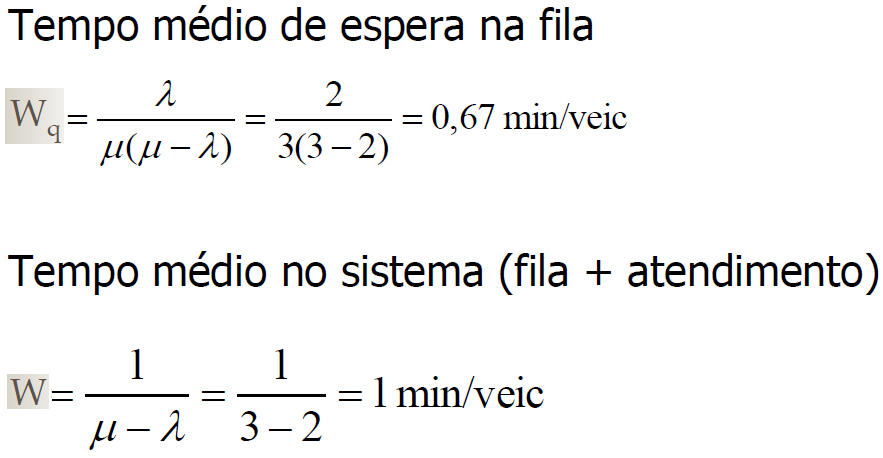 Tempo médio de espera na fila
W_q = λ / μ(μ − λ) = 2 / 3(3 − 2) = 0,67 min/veic
Tempo médio no sistema (fila + atendimento)
W = 1 / μ − λ = 1 / 3 − 2 = 1 min/veic